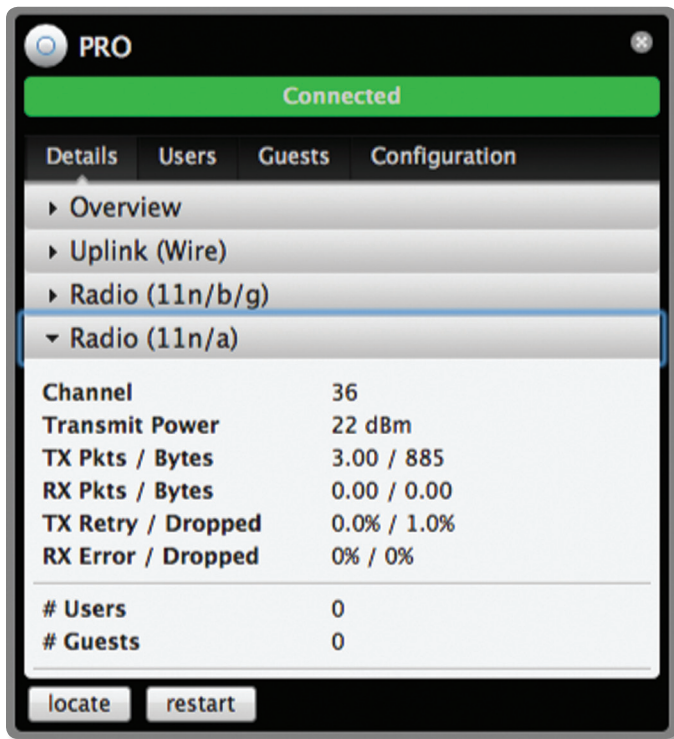 PRO
Connected
Details Users Guests Configuration
Overview
Uplink (Wire)
Radio (11n/b/g)
Radio (11n/a)
Channel 36
Transmit Power 22 dBm
TX Pkts / Bytes 3.00 / 885
RX Pkts / Bytes 0.00 / 0.00
TX Retry / Dropped 0.0% / 1.0%
RX Error / Dropped 0% / 0%
# Users 0
# Guests 0
locate restart